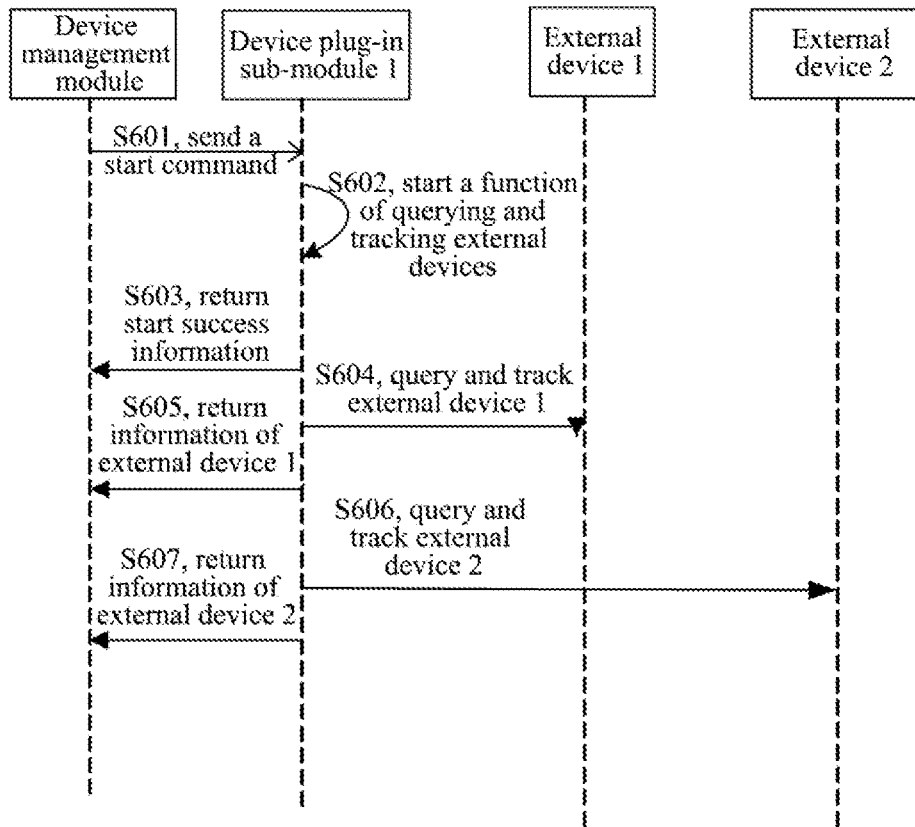 Device
management
module
Device plug-in
sub-module 1
External
device 1
External
device 2
S601, send a
start command
S602, start a function
of querying and
tracking external
devices
S603, return
start success
information
S604, query and track
external device 1
S605, return
information of
external device 1
S606, query and
track external
device 2
S607, return
information of
external device 2